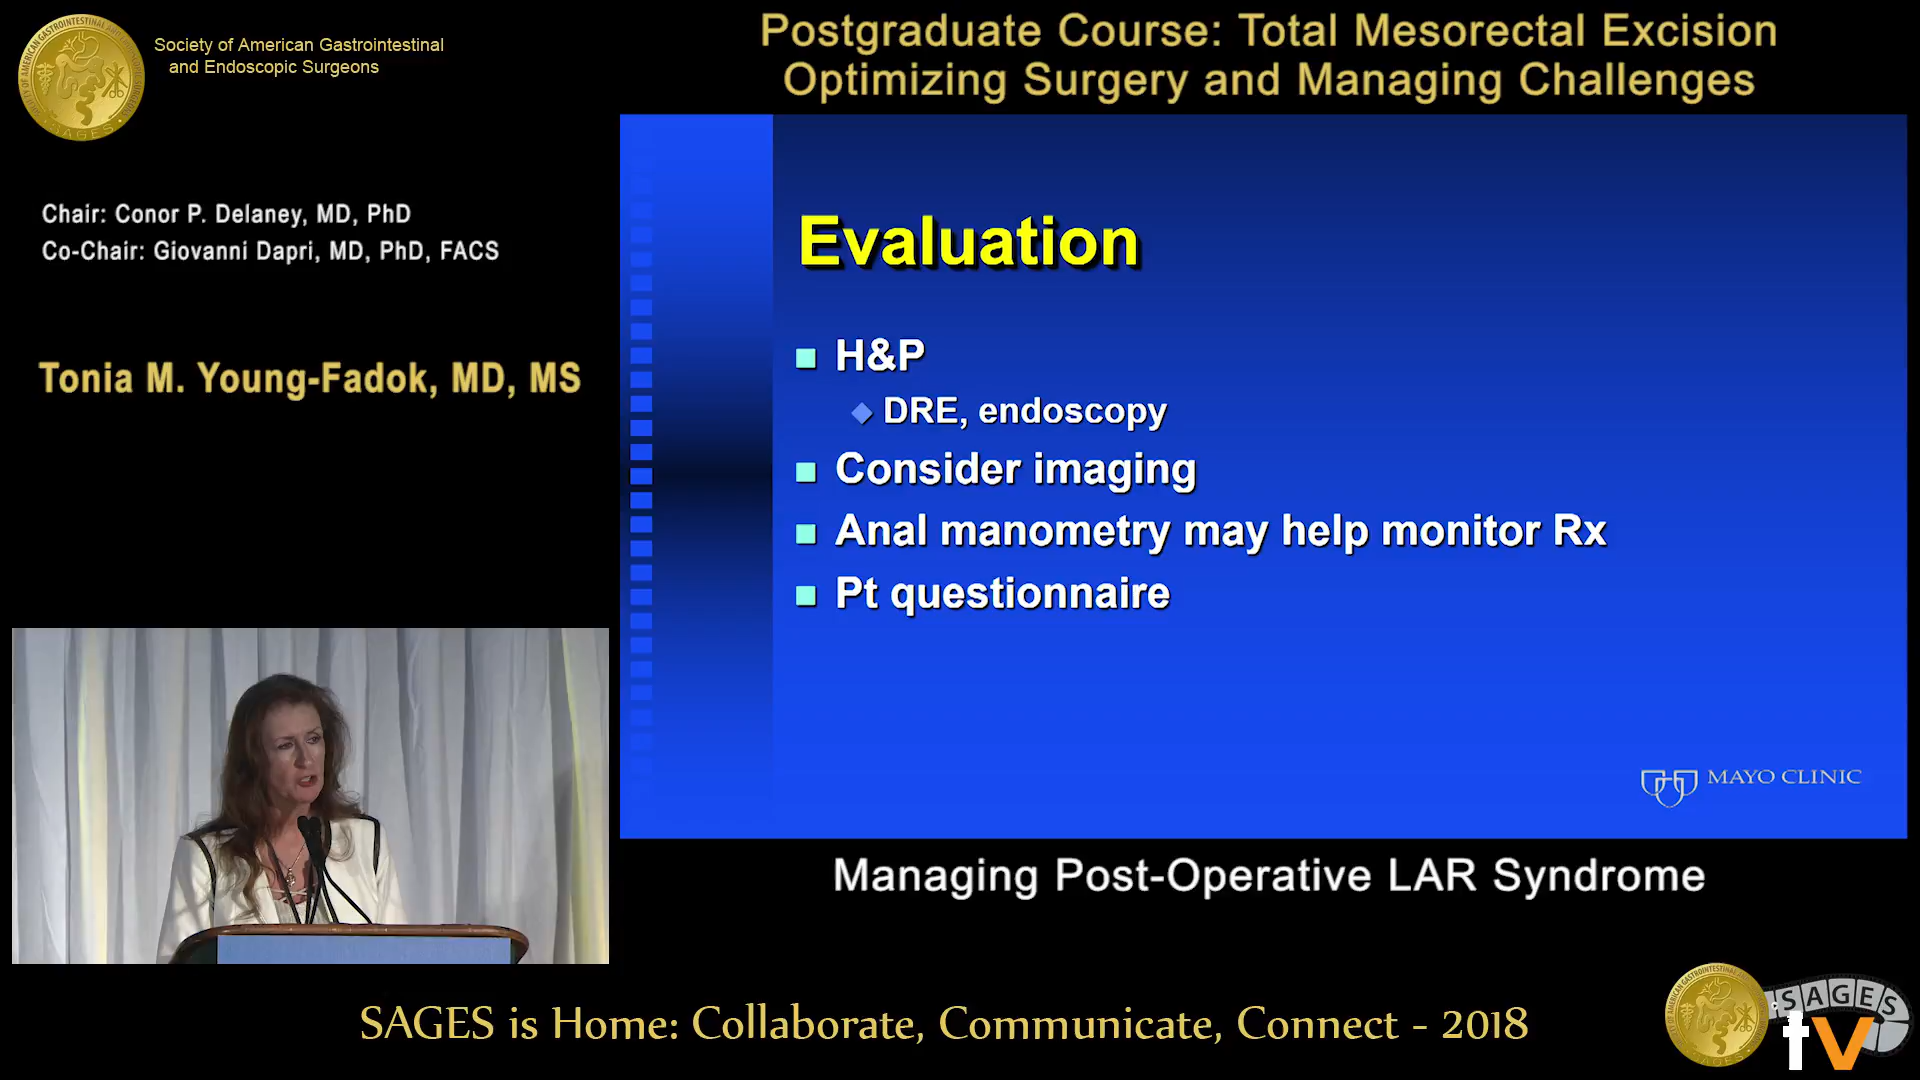 Society of American Gastrointestinal
and Endoscopic Surgeons
Postgraduate Course: Total Mesorectal Excision
Optimizing Surgery and Managing Challenges
Chair: Conor P. Delaney, MD, PhD
Co-Chair: Giovanni Dapri, MD, PhD, FACS
Tonia M. Young-Fadok, MD, MS
Evaluation
H&P
DRE, endoscopy
Consider imaging
Anal manometry may help monitor Rx
Pt questionnaire
MAYO CLINIC
Managing Post-Operative LAR Syndrome
SAGES is Home: Collaborate, Communicate, Connect - 2018
SAGES
tv